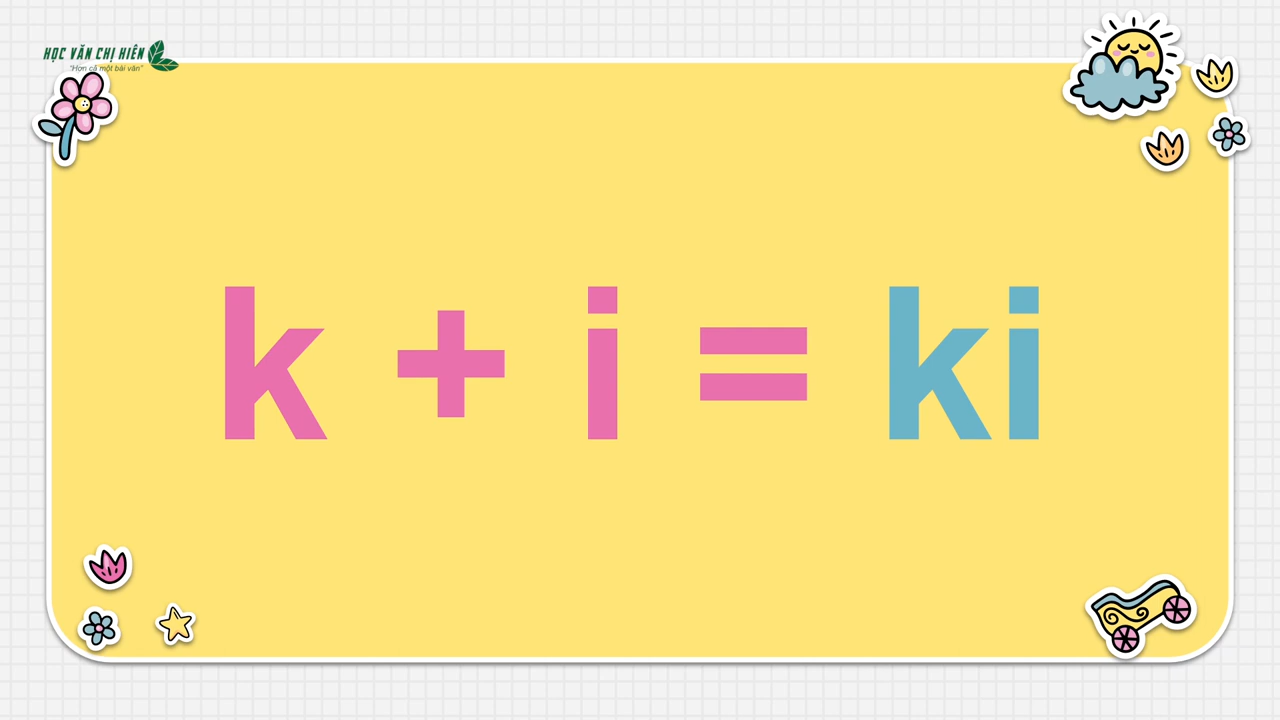 HỌC VĂN CHỊ HIÊN
"Hơn cả một bài văn"
k + i = ki